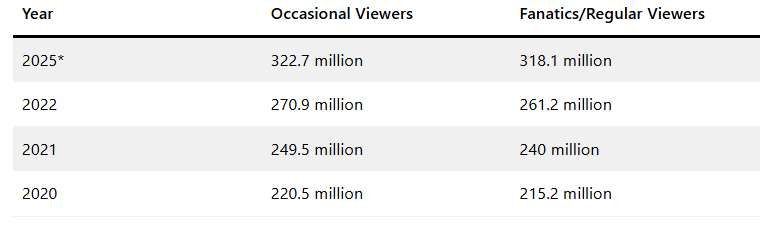 Year Occasional Viewers Fanatics/Regular Viewers
2025* 322.7 million 318.1 million
2022 270.9 million 261.2 million
2021 249.5 million 240 million
2020 220.5 million 215.2 million